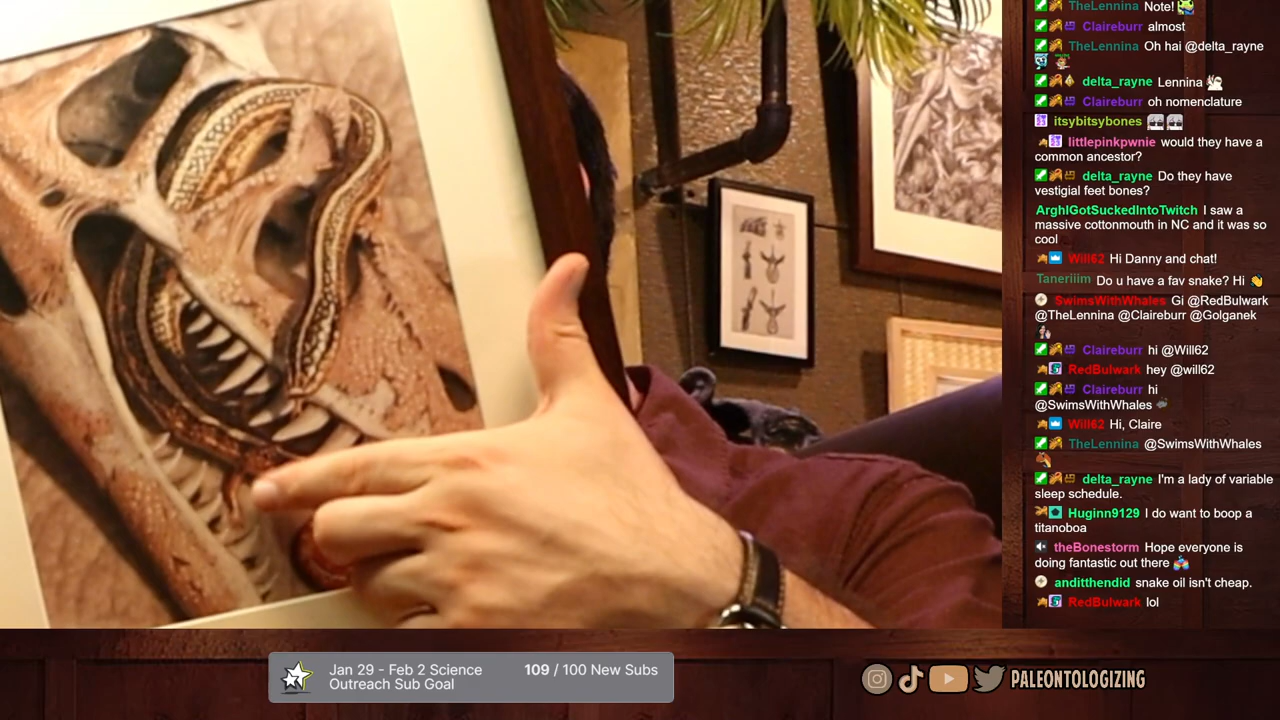 TheLennina Note!
Claireburr almost
TheLennina Oh hai @delta_rayne
delta_rayne Lennina
Claireburr oh nomenclature
itsybitsybones
littlepinkpwnie would they have a
common ancestor?
delta_rayne Do they have
vestigial feet bones?
ArghIGotSuckedIntoTwitch I saw a
massive cottonmouth in NC and it was so
cool
Will62 Hi Danny and chat!
Taneriiim Do u have a fav snake? Hi
SwimsWithWhales Gi @RedBulwark
@TheLennina @Claireburr @Golganek
Claireburr hi @Will62
RedBulwark hey @will62
Claireburr hi
@SwimsWithWhales
Will62 Hi, Claire
TheLennina @SwimsWithWhales
delta_rayne I'm a lady of variable
sleep schedule.
Huginn9129 I do want to boop a
titanoboa
theBonestorm Hope everyone is
doing fantastic out there
anditthendid snake oil isn't cheap.
RedBulwark lol
Jan 29 - Feb 2 Science
Outreach Sub Goal
109 / 100 New Subs
PALEONTOLOGIZING